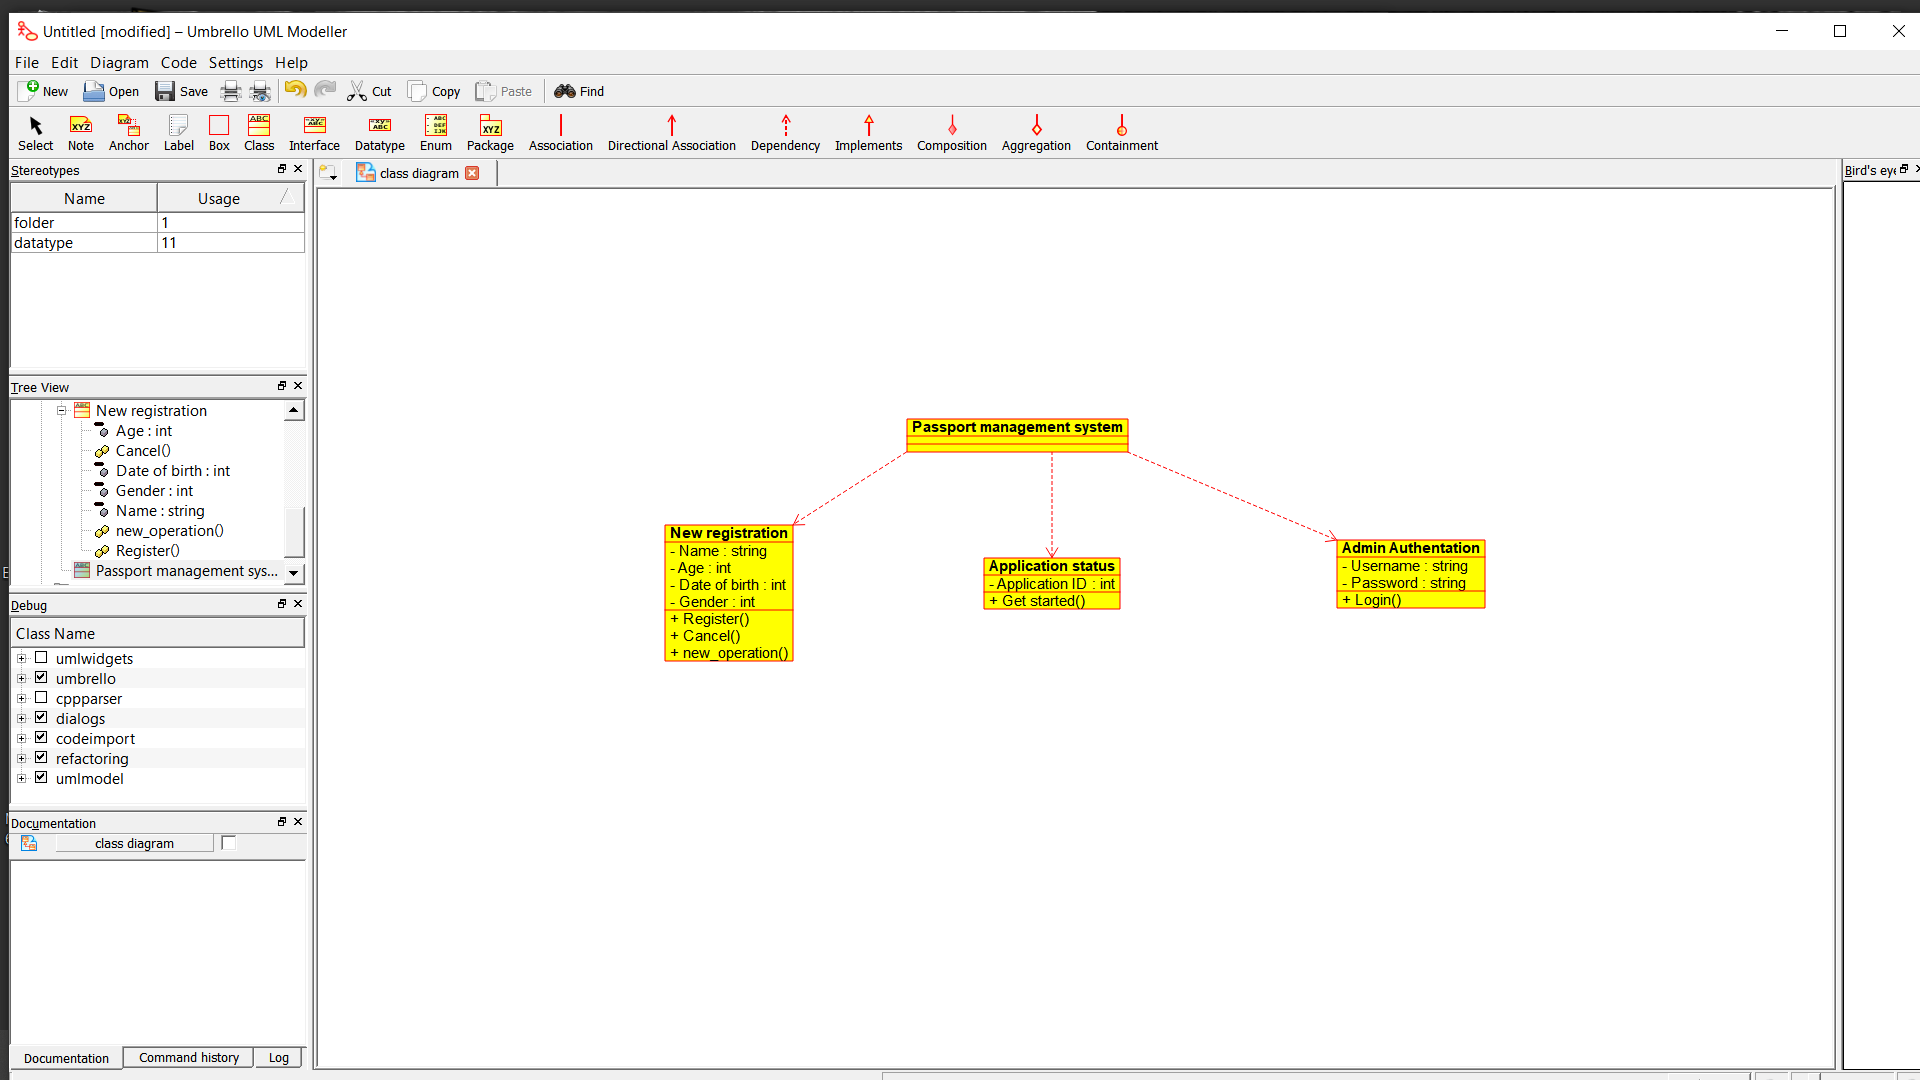 Untitled [modified] – Umbrello UML Modeller
File Edit Diagram Code Settings Help
New Open Save Cut Copy Paste Find
Select Note Anchor Label Box Class Interface Datatype Enum Package Association Directional Association Dependency Implements Composition Aggregation Containment
Stereotypes
Name Usage
folder 1
datatype 11
Tree View
New registration
Age : int
Cancel()
Date of birth : int
Gender : int
Name : string
new_operation()
Register()
Passport management sys...
Debug
Class Name
umlwidgets
umbrello
cppparser
dialogs
codeimport
refactoring
umlmodel
Documentation
class diagram
Documentation Command history Log
class diagram
Passport management system
New registration
- Name : string
- Age : int
- Date of birth : int
- Gender : int
+ Register()
+ Cancel()
+ new_operation()
Application status
- Application ID : int
+ Get started()
Admin Authentation
- Username : string
- Password : string
+ Login()
Bird's eye